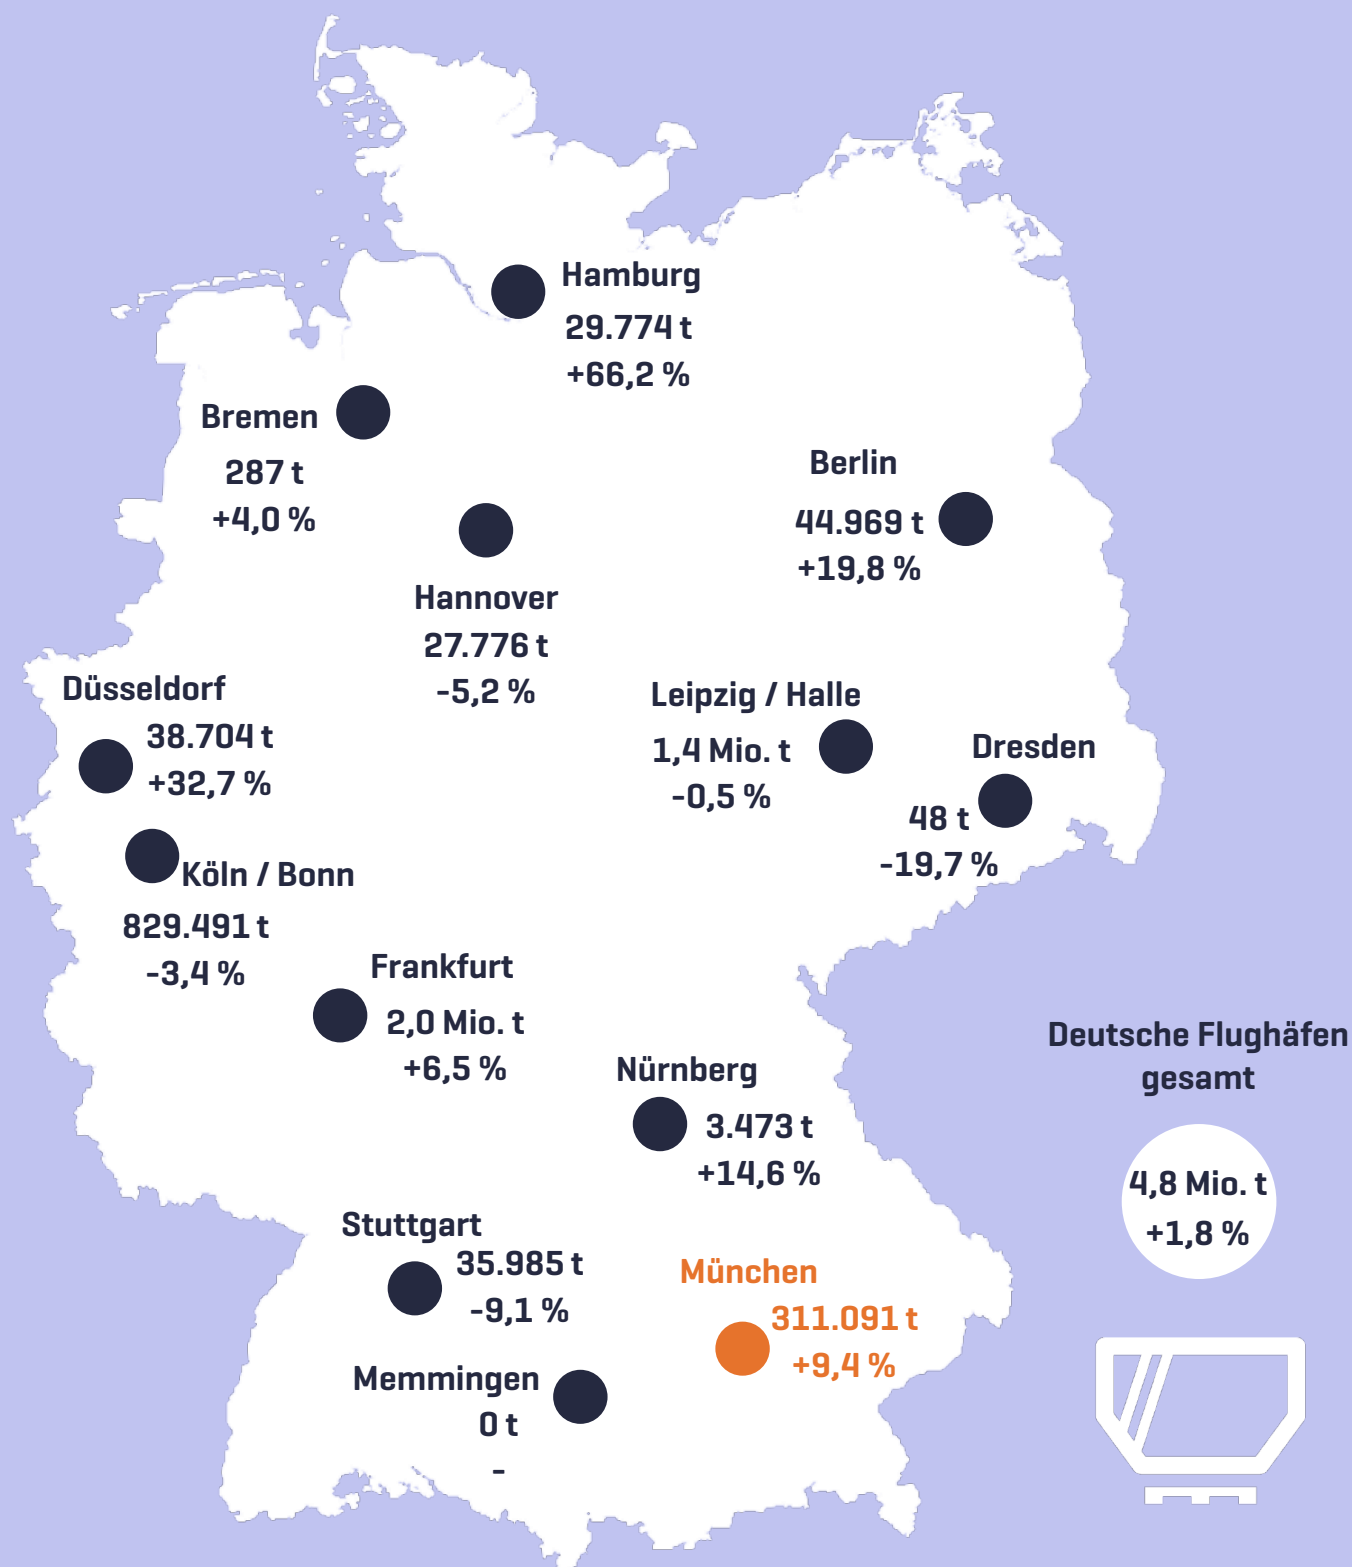 Hamburg
29.774 t
+66,2 %
Bremen
287 t
+4,0 %
Berlin
44.969 t
+19,8 %
Hannover
27.776 t
-5,2 %
Düsseldorf
38.704 t
+32,7 %
Leipzig / Halle
1,4 Mio. t
-0,5 %
Dresden
48 t
-19,7 %
Köln / Bonn
829.491 t
-3,4 %
Frankfurt
2,0 Mio. t
+6,5 %
Nürnberg
3.473 t
+14,6 %
Deutsche Flughäfen
gesamt
4,8 Mio. t
+1,8 %
Stuttgart
35.985 t
-9,1 %
München
311.091 t
+9,4 %
Memmingen
0 t
-